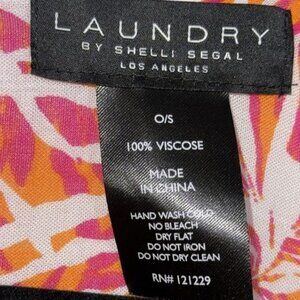 LAUNDRY
BY SHELLI SEGAL
LOS ANGELES
O/S
100% VISCOSE
MADE
IN CHINA
HAND WASH COLD
NO BLEACH
DRY FLAT
DO NOT IRON
DO NOT DRY CLEAN
RN# 121229